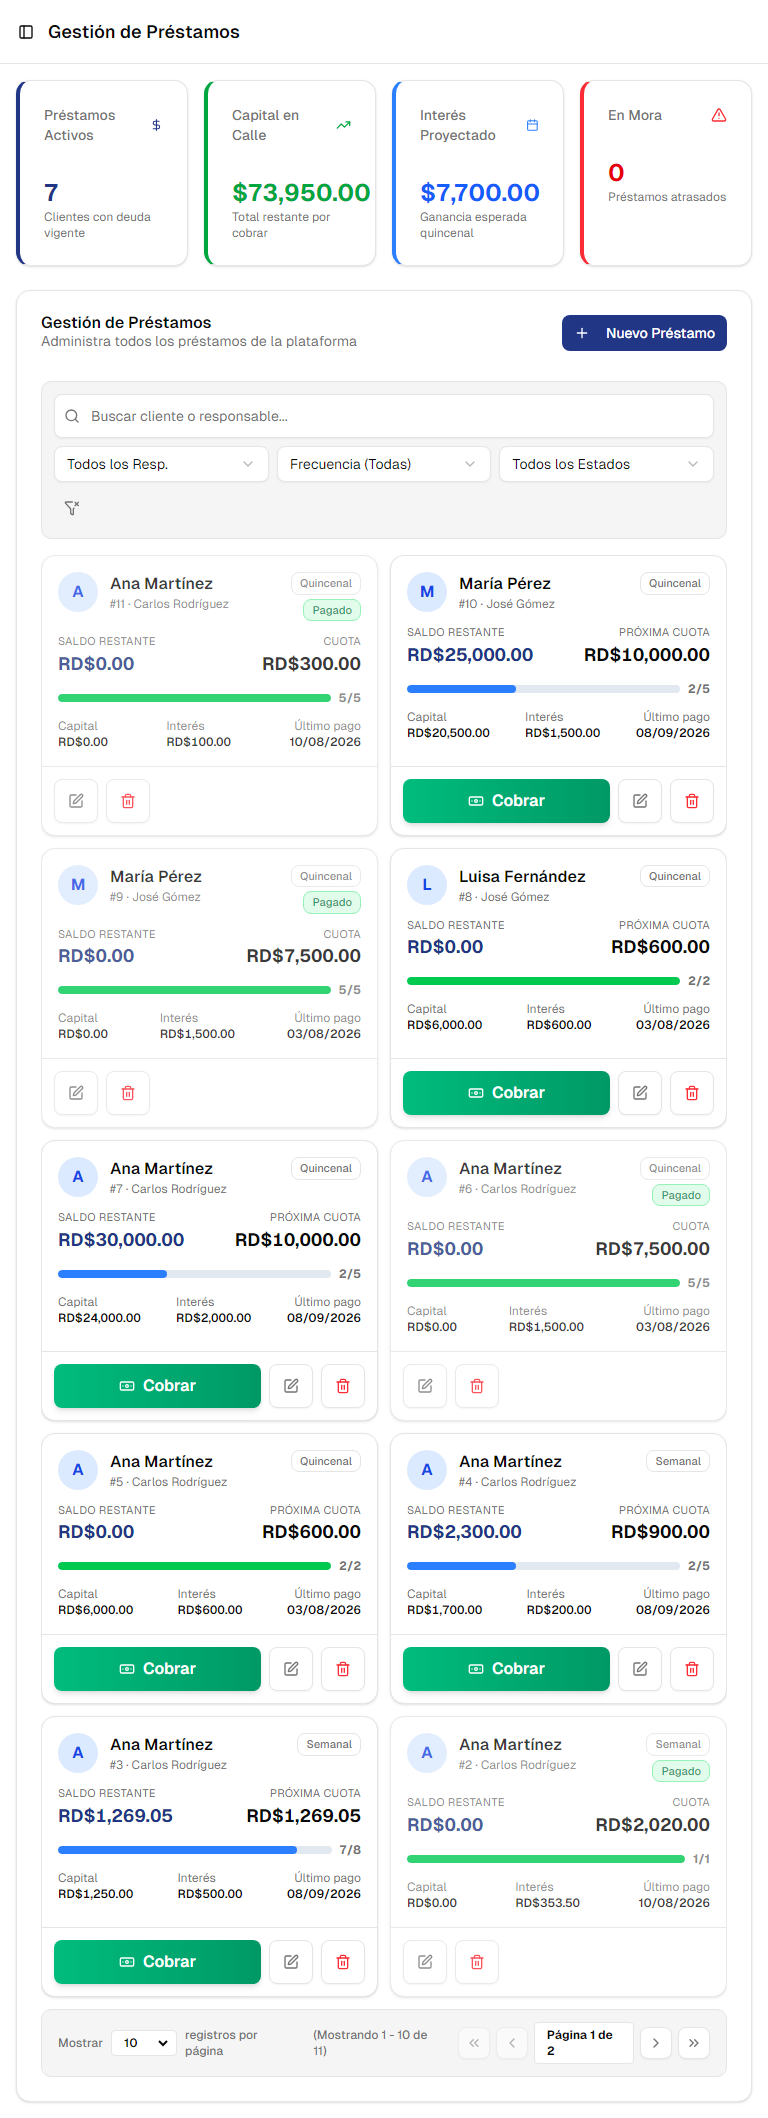 Gestión de Préstamos
Préstamos
Activos
7
Clientes con deuda
vigente
Capital en
Calle
$73,950.00
Total restante por
cobrar
Interés
Proyectado
$7,700.00
Ganancia esperada
quincenal
En Mora
0
Préstamos atrasados
Gestión de Préstamos
Administra todos los préstamos de la plataforma
Nuevo Préstamo
Buscar cliente o responsable...
Todos los Resp.
Frecuencia (Todas)
Todos los Estados
A
Ana Martínez
#11 · Carlos Rodríguez
Quincenal
Pagado
SALDO RESTANTE
CUOTA
RD$0.00
RD$300.00
5/5
Capital
Interés
Último pago
RD$0.00
RD$100.00
10/08/2026
M
María Pérez
#10 · José Gómez
Quincenal
SALDO RESTANTE
PRÓXIMA CUOTA
RD$25,000.00
RD$10,000.00
2/5
Capital
Interés
Último pago
RD$20,500.00
RD$1,500.00
08/09/2026
Cobrar
M
María Pérez
#9 · José Gómez
Quincenal
Pagado
SALDO RESTANTE
CUOTA
RD$0.00
RD$7,500.00
5/5
Capital
Interés
Último pago
RD$0.00
RD$1,500.00
03/08/2026
L
Luisa Fernández
#8 · José Gómez
Quincenal
SALDO RESTANTE
PRÓXIMA CUOTA
RD$0.00
RD$600.00
2/2
Capital
Interés
Último pago
RD$6,000.00
RD$600.00
03/08/2026
Cobrar
A
Ana Martínez
#7 · Carlos Rodríguez
Quincenal
SALDO RESTANTE
PRÓXIMA CUOTA
RD$30,000.00
RD$10,000.00
2/5
Capital
Interés
Último pago
RD$24,000.00
RD$2,000.00
08/09/2026
Cobrar
A
Ana Martínez
#6 · Carlos Rodríguez
Quincenal
Pagado
SALDO RESTANTE
CUOTA
RD$0.00
RD$7,500.00
5/5
Capital
Interés
Último pago
RD$0.00
RD$1,500.00
03/08/2026
A
Ana Martínez
#5 · Carlos Rodríguez
Quincenal
SALDO RESTANTE
PRÓXIMA CUOTA
RD$0.00
RD$600.00
2/2
Capital
Interés
Último pago
RD$6,000.00
RD$600.00
03/08/2026
Cobrar
A
Ana Martínez
#4 · Carlos Rodríguez
Semanal
SALDO RESTANTE
PRÓXIMA CUOTA
RD$2,300.00
RD$900.00
2/5
Capital
Interés
Último pago
RD$1,700.00
RD$200.00
08/09/2026
Cobrar
A
Ana Martínez
#3 · Carlos Rodríguez
Semanal
SALDO RESTANTE
PRÓXIMA CUOTA
RD$1,269.05
RD$1,269.05
7/8
Capital
Interés
Último pago
RD$1,250.00
RD$500.00
08/09/2026
Cobrar
A
Ana Martínez
#2 · Carlos Rodríguez
Semanal
Pagado
SALDO RESTANTE
CUOTA
RD$0.00
RD$2,020.00
1/1
Capital
Interés
Último pago
RD$0.00
RD$353.50
10/08/2026
Mostrar
10
registros por
página
(Mostrando 1 - 10 de
11)
Página 1 de
2